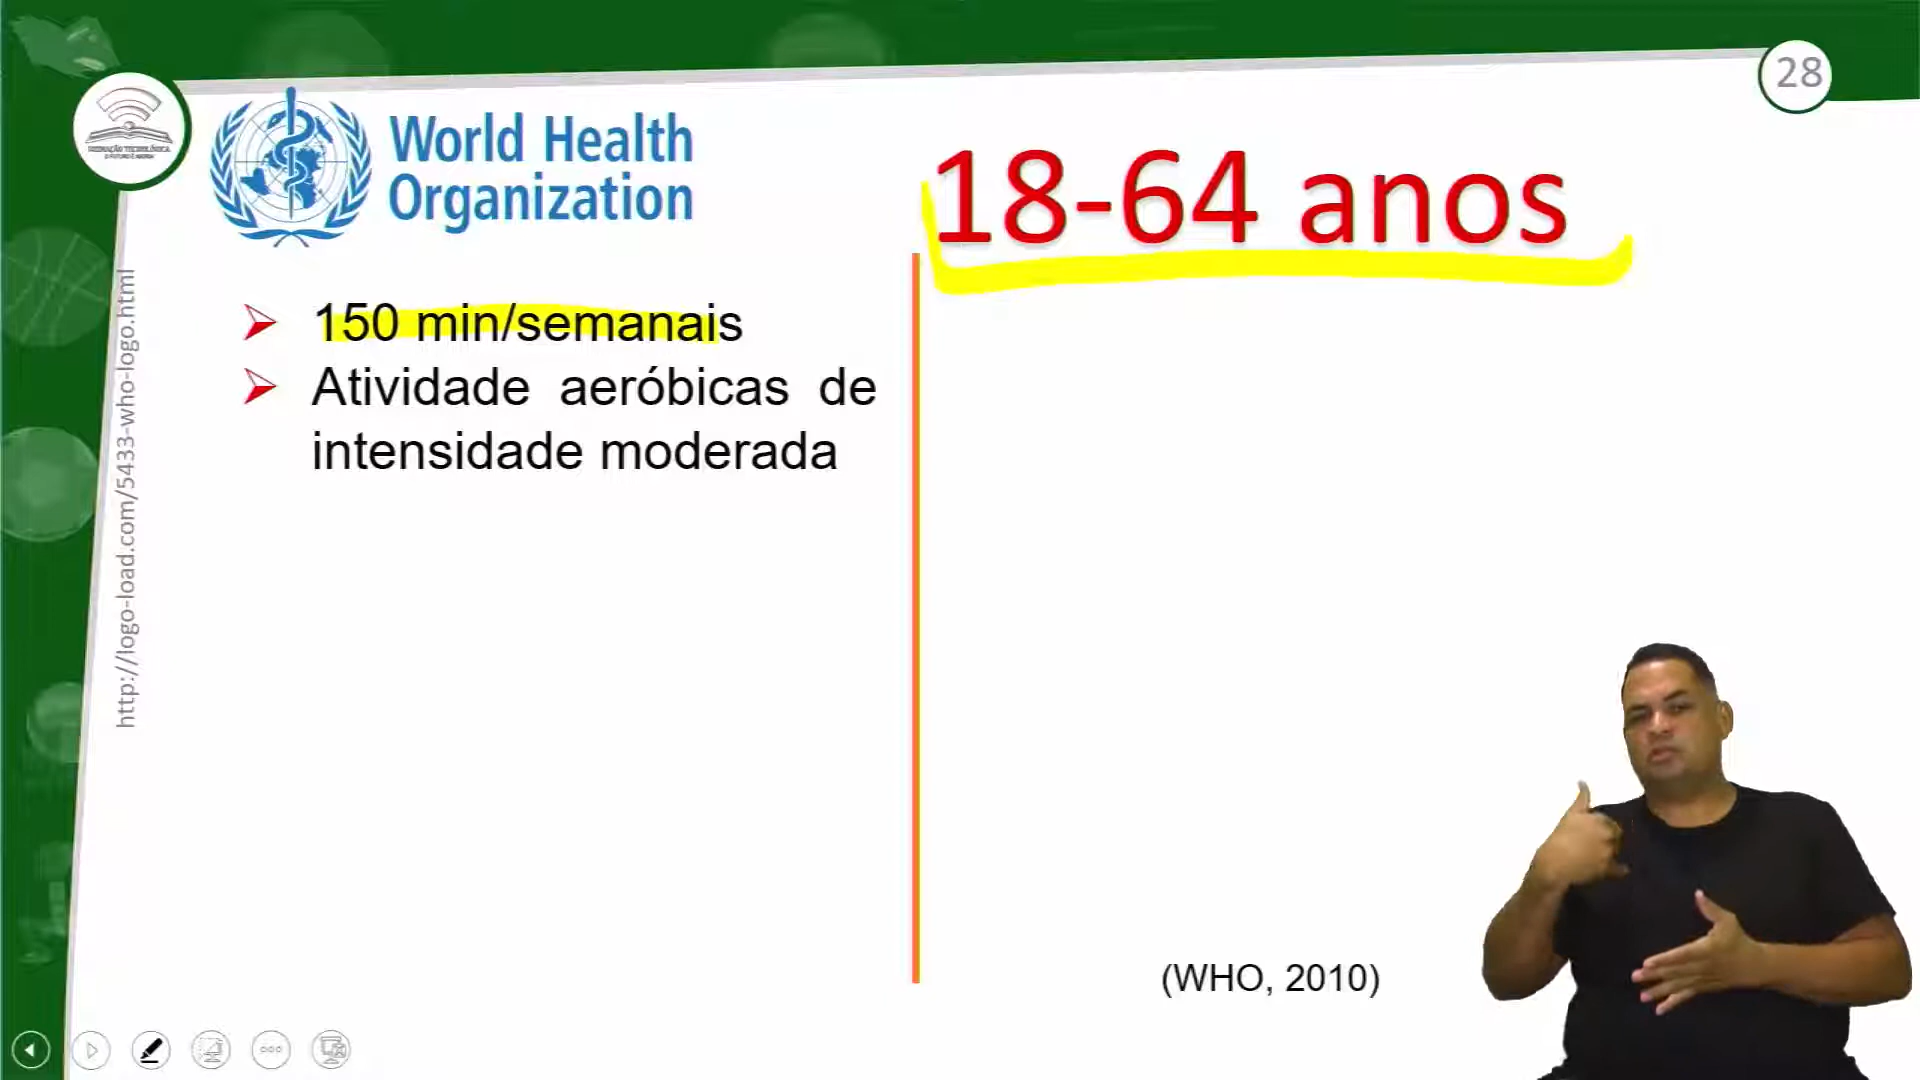 28
World Health
Organization
18-64 anos
150 min/semanais
Atividade aeróbicas de
intensidade moderada
http://logo-load.com/5433-who-logo.html
(WHO, 2010)